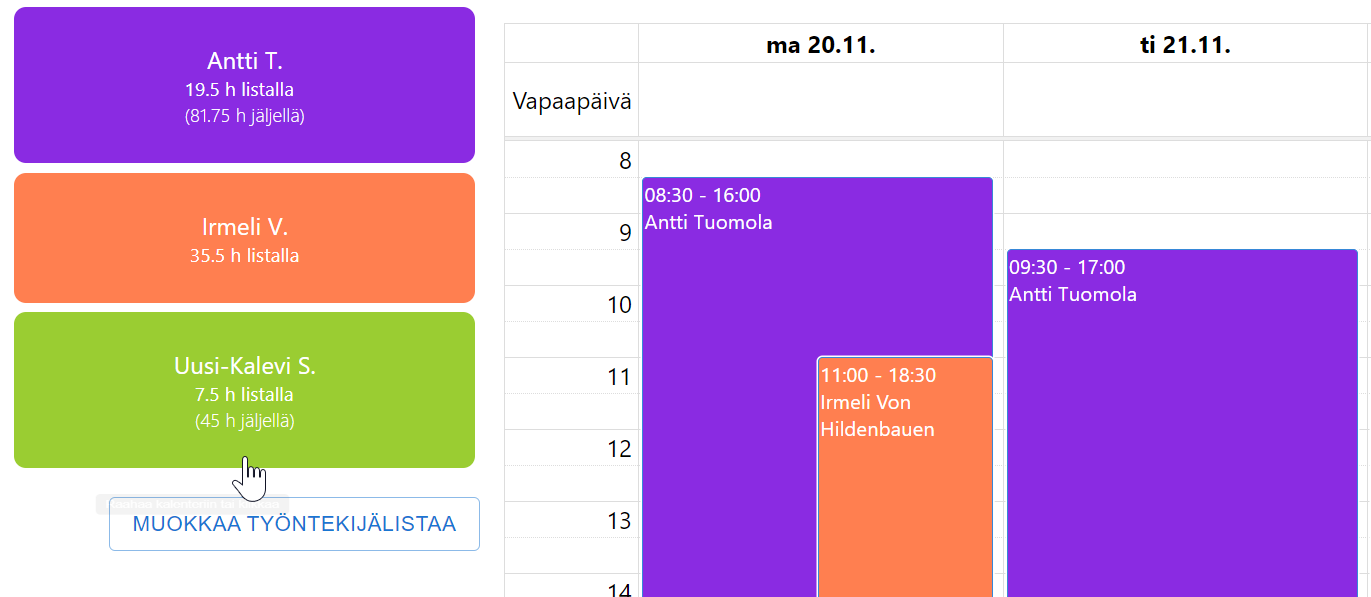 Antti T.
19.5 h listalla
(81.75 h jäljellä)
Irmeli V.
35.5 h listalla
Uusi-Kalevi S.
7.5 h listalla
(45 h jäljellä)
MUOKKAA TYÖNTEKIJÄLISTAA
ma 20.11.
ti 21.11.
Vapaapäivä
8
08:30 - 16:00
Antti Tuomola
9
09:30 - 17:00
Antti Tuomola
10
11
11:00 - 18:30
Irmeli Von
Hildenbauen
12
13
14